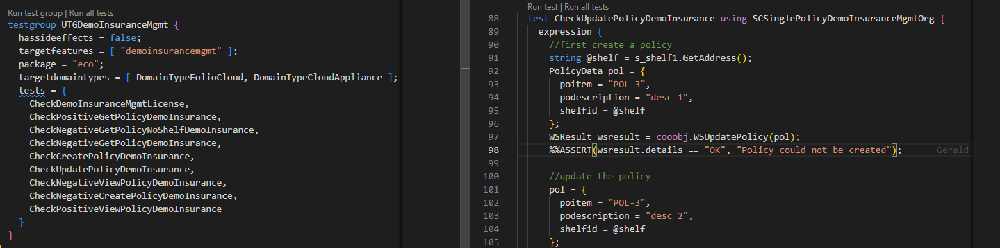 Run test group | Run all tests
testgroup UTGDemoInsuranceMgmt {
hassideeffects = false;
targetfeatures = [ "demoinsurancemgmt" ];
package = "eco";
targetdomaintypes = [ DomainTypeFolioCloud, DomainTypeCloudAppliance ];
tests = {
CheckDemoInsuranceMgmtLicense,
CheckPositiveGetPolicyDemoInsurance,
CheckNegativeGetPolicyNoShelfDemoInsurance,
CheckNegativeGetPolicyDemoInsurance,
CheckCreatePolicyDemoInsurance,
CheckUpdatePolicyDemoInsurance,
CheckNegativeViewPolicyDemoInsurance,
CheckNegativeCreatePolicyDemoInsurance,
CheckPositiveViewPolicyDemoInsurance
}
}
Run test | Run all tests
88 test CheckUpdatePolicyDemoInsurance using SCSinglePolicyDemoInsuranceMgmtOrg {
89 expression {
90 //first create a policy
91 string @shelf = s_shelf1.GetAddress();
92 PolicyData pol = {
93 poitem = "POL-3",
94 podescription = "desc 1",
95 shelfid = @shelf
96 };
97 WSResult wsresult = cooobj.WSUpdatePolicy(pol);
98 %%ASSERT(wsresult.details == "OK", "Policy could not be created"); Gerald
99
100 //update the policy
101 pol = {
102 poitem = "POL-3",
103 podescription = "desc 2",
104 shelfid = @shelf
105 };